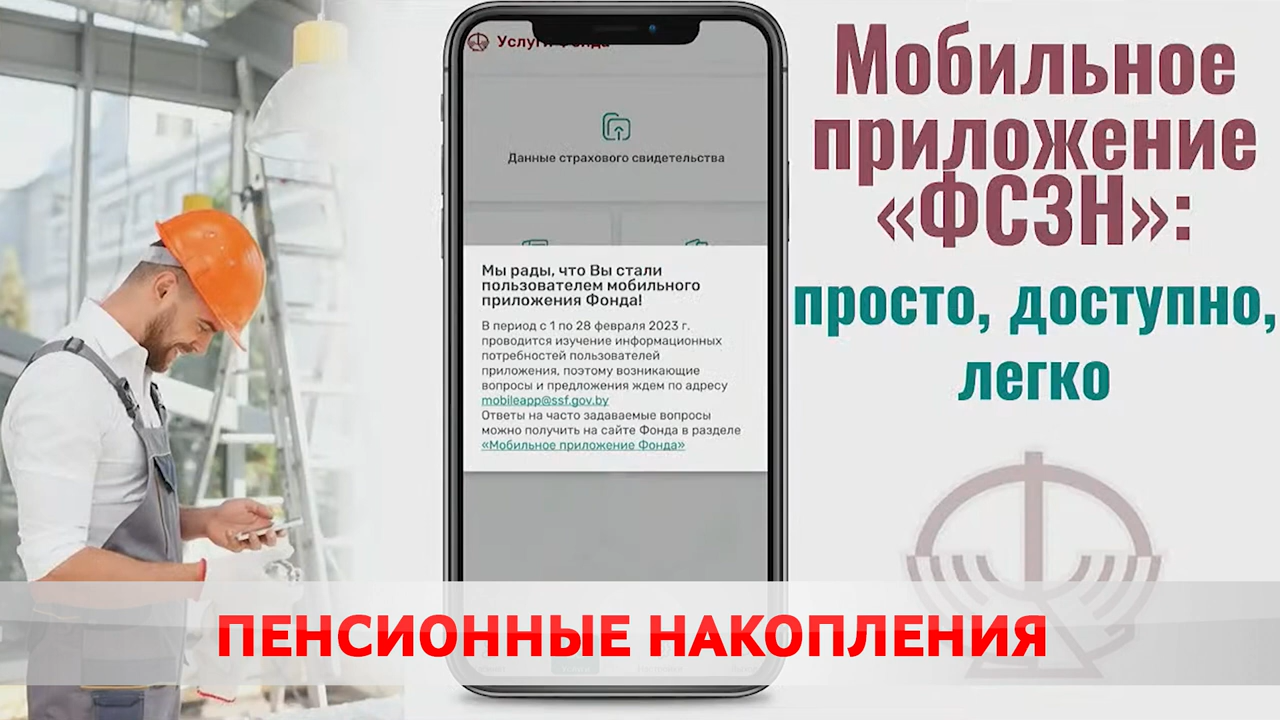 Мобильное
приложение
«ФСЗН»:
просто, доступно,
легко
Услуги Фонда
Данные страхового свидетельства
Мы рады, что Вы стали
пользователем мобильного
приложения Фонда!
В период с 1 по 28 февраля 2023 г.
проводится изучение информационных
потребностей пользователей
приложения, поэтому возникающие
вопросы и предложения ждем по адресу
mobileapp@ssf.gov.by
Ответы на часто задаваемые вопросы
можно получить на сайте Фонда в разделе
«Мобильное приложение Фонда»
ПЕНСИОННЫЕ НАКОПЛЕНИЯ